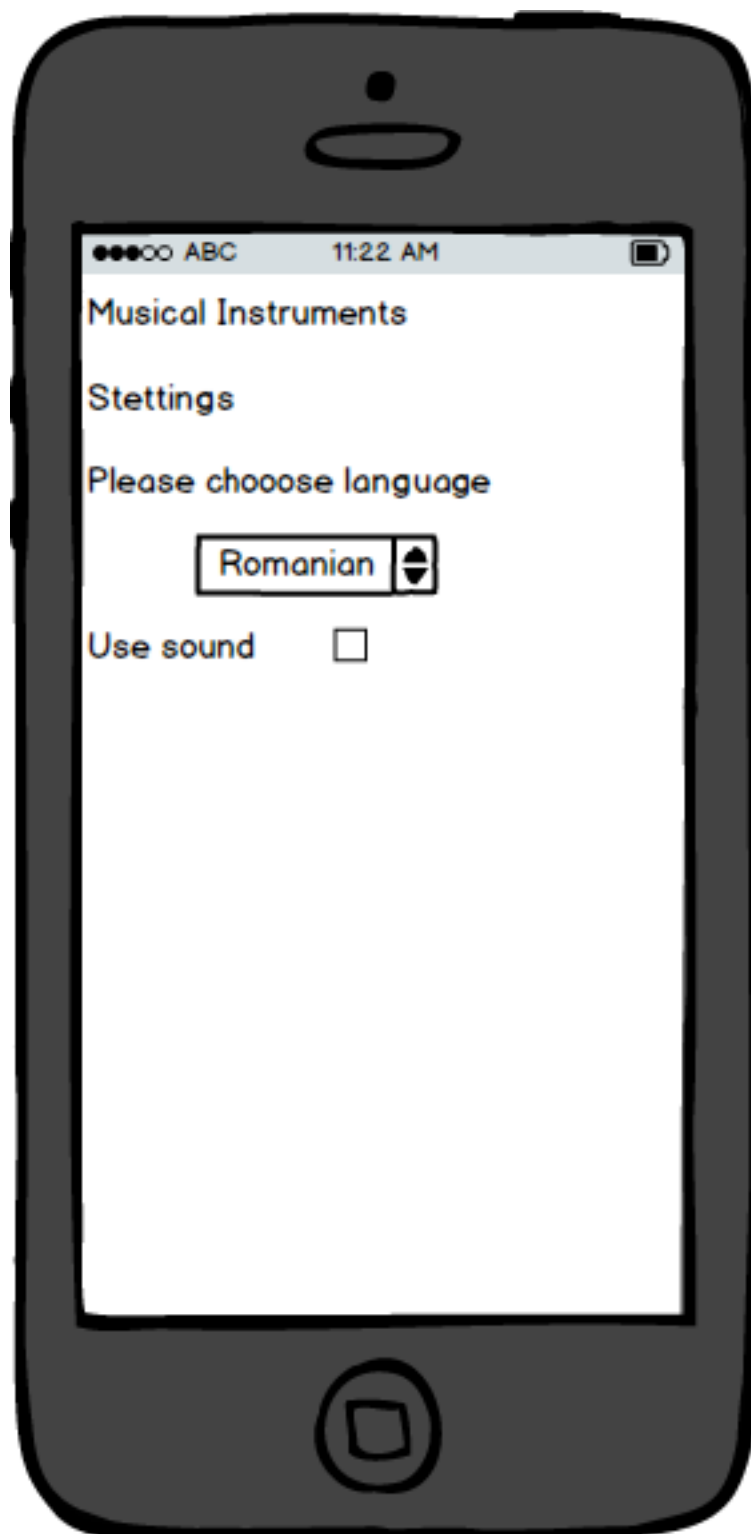 ABC 11:22 AM
Musical Instruments
Stettings
Please chooose language
Romanian
Use sound